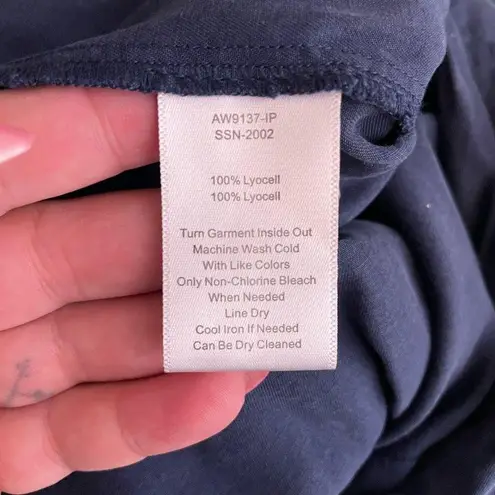 AW9137-IP
SSN-2002
100% Lyocell
100% Lyocell
Turn Garment Inside Out
Machine Wash Cold
With Like Colors
Only Non-Chlorine Bleach
When Needed
Line Dry
Cool Iron If Needed
Can Be Dry Cleaned